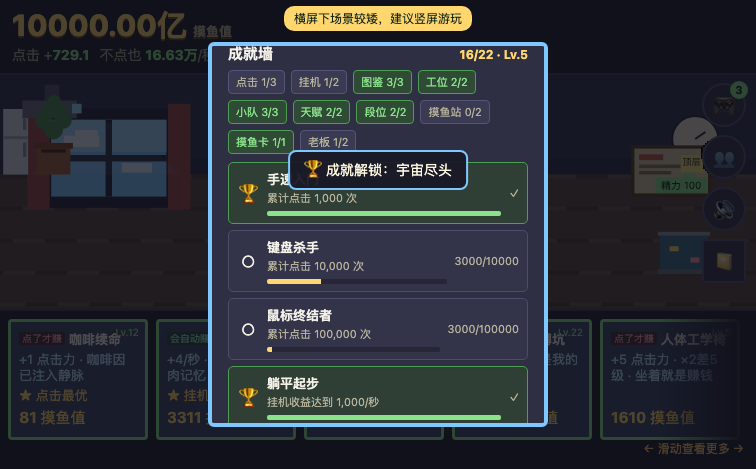 横屏下场景较矮，建议竖屏游玩
10000.00亿 摸鱼值
点击 +729.1 不点也 16.63万/
3
成就墙 16/22 · Lv.5
点击 1/3 挂机 1/2 图鉴 3/3 工位 2/2
小队 3/3 天赋 2/2 段位 2/2 摸鱼站 0/2
摸鱼卡 1/1 老板 1/2
🏆 成就解锁：宇宙尽头
顶层
精力 100
手速
累计点击 1,000 次 ✓
键盘杀手
累计点击 10,000 次 3000/10000
鼠标终结者
累计点击 100,000 次 3000/100000
躺平起步
挂机收益达到 1,000/秒 ✓
点了才赚 咖啡续命 Lv.12
+1 点击力 · 咖啡因
已注入静脉
★ 点击最优
81 摸鱼值
会自动
+4/秒 ·
肉记忆
★ 挂机
3311
Lv.22
点了才赚 人体工学椅
+5 点击力 · ×2差5
级 · 坐着就是赚钱
1610 摸鱼值
← 滑动查看更多 →